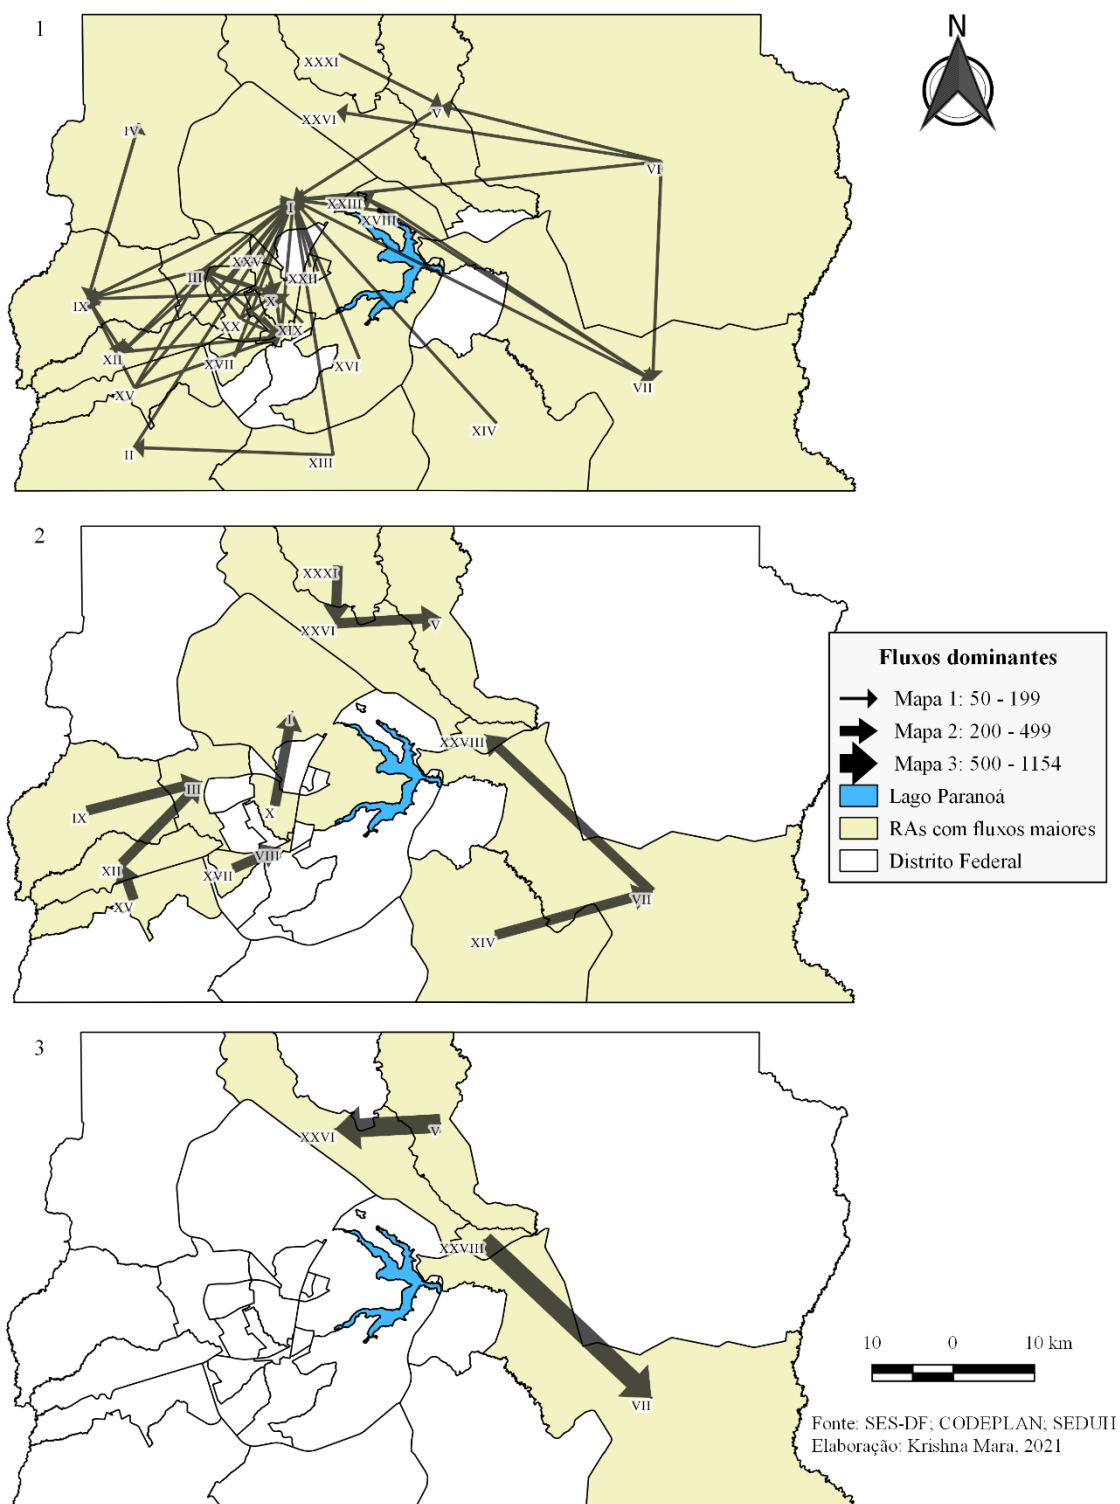 1
N
XXXI
V
XXVI
IV
VI
XXIII
I
XVIII
XXV
III
XXII
IX
X
XX
XIX
XII
XVII
XVI
VII
XV
XIV
II
XIII
2
XXXI
XXVI
V
I
XXVIII
III
IX
X
VIII
XII
XVII
VII
XV
XIV
Fluxos dominantes
Mapa 1: 50 - 199
Mapa 2: 200 - 499
Mapa 3: 500 - 1154
Lago Paranoá
RAs com fluxos maiores
Distrito Federal
3
XXVI
V
XXVIII
VII
10 0 10 km
Fonte: SES-DF; CODEPLAN; SEDUH
Elaboração: Krishna Mara, 2021